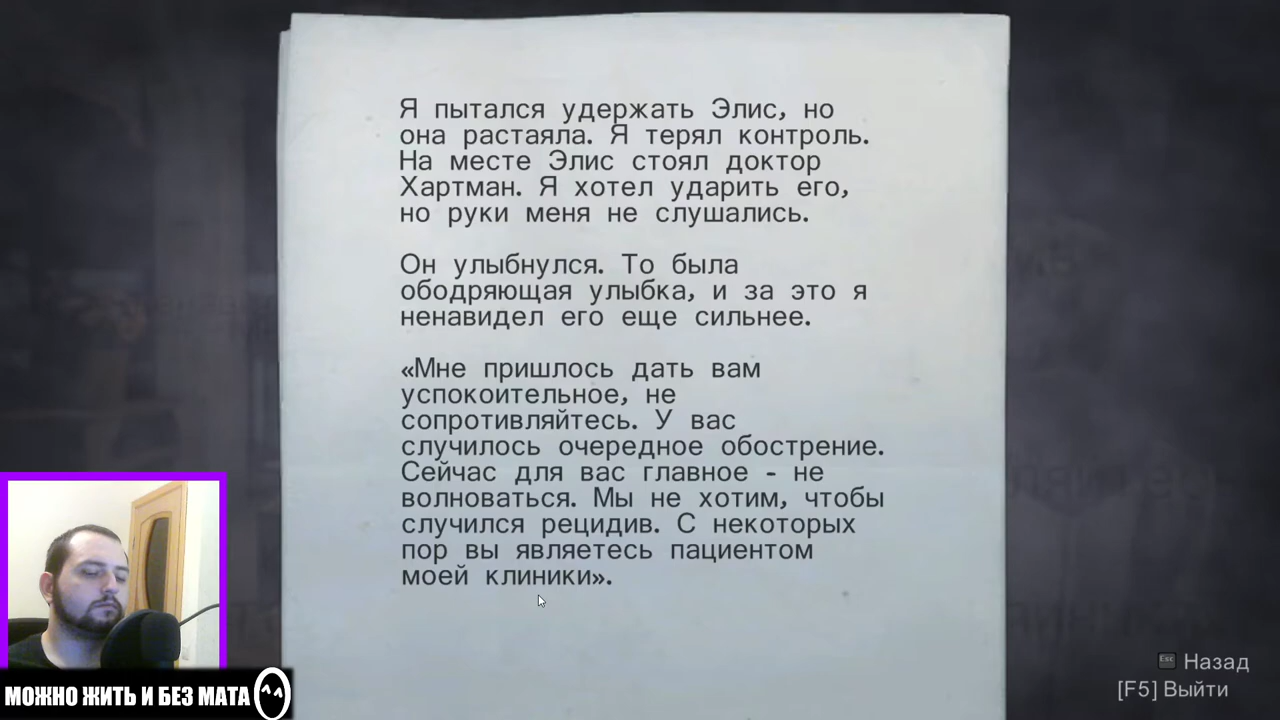 Я пытался удержать Элис, но
она растаяла. Я терял контроль.
На месте Элис стоял доктор
Хартман. Я хотел ударить его,
но руки меня не слушались.
Он улыбнулся. То была
ободряющая улыбка, и за это я
ненавидел его еще сильнее.
«Мне пришлось дать вам
успокоительное, не
сопротивляйтесь. У вас
случилось очередное обострение.
Сейчас для вас главное - не
волноваться. Мы не хотим, чтобы
случился рецидив. С некоторых
пор вы являетесь пациентом
моей клиники».
Esc Назад
[F5] Выйти
МОЖНО ЖИТЬ И БЕЗ МАТА